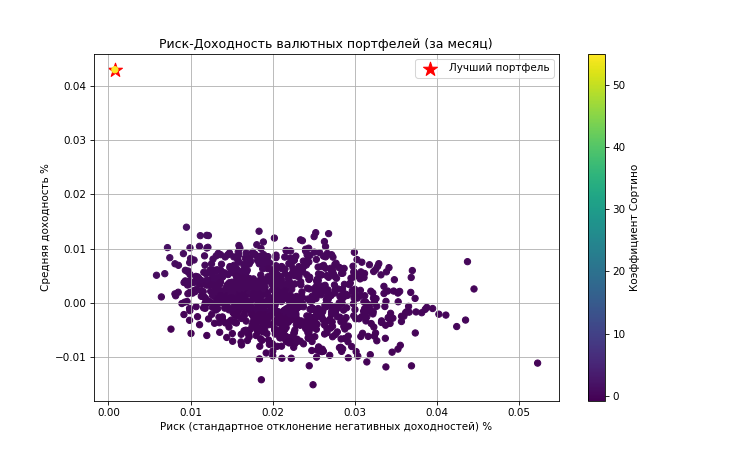 Риск-Доходность валютных портфелей (за месяц)
Лучший портфель
Средняя доходность %
0.04
0.03
0.02
0.01
0.00
−0.01
0.00 0.01 0.02 0.03 0.04 0.05
Риск (стандартное отклонение негативных доходностей) %
50
40
30
20
10
0
Коэффициент Сортино